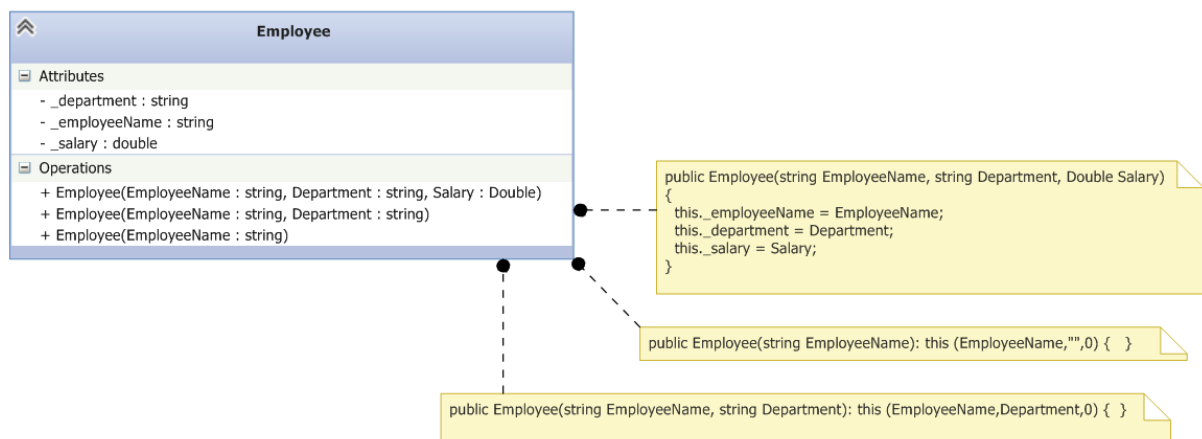 Employee
Attributes
- _department : string
- _employeeName : string
- _salary : double
Operations
+ Employee(EmployeeName : string, Department : string, Salary : Double)
+ Employee(EmployeeName : string, Department : string)
+ Employee(EmployeeName : string)
public Employee(string EmployeeName, string Department, Double Salary)
{
this._employeeName = EmployeeName;
this._department = Department;
this._salary = Salary;
}
public Employee(string EmployeeName): this (EmployeeName,"",0) {   }
public Employee(string EmployeeName, string Department): this (EmployeeName,Department,0) {  }